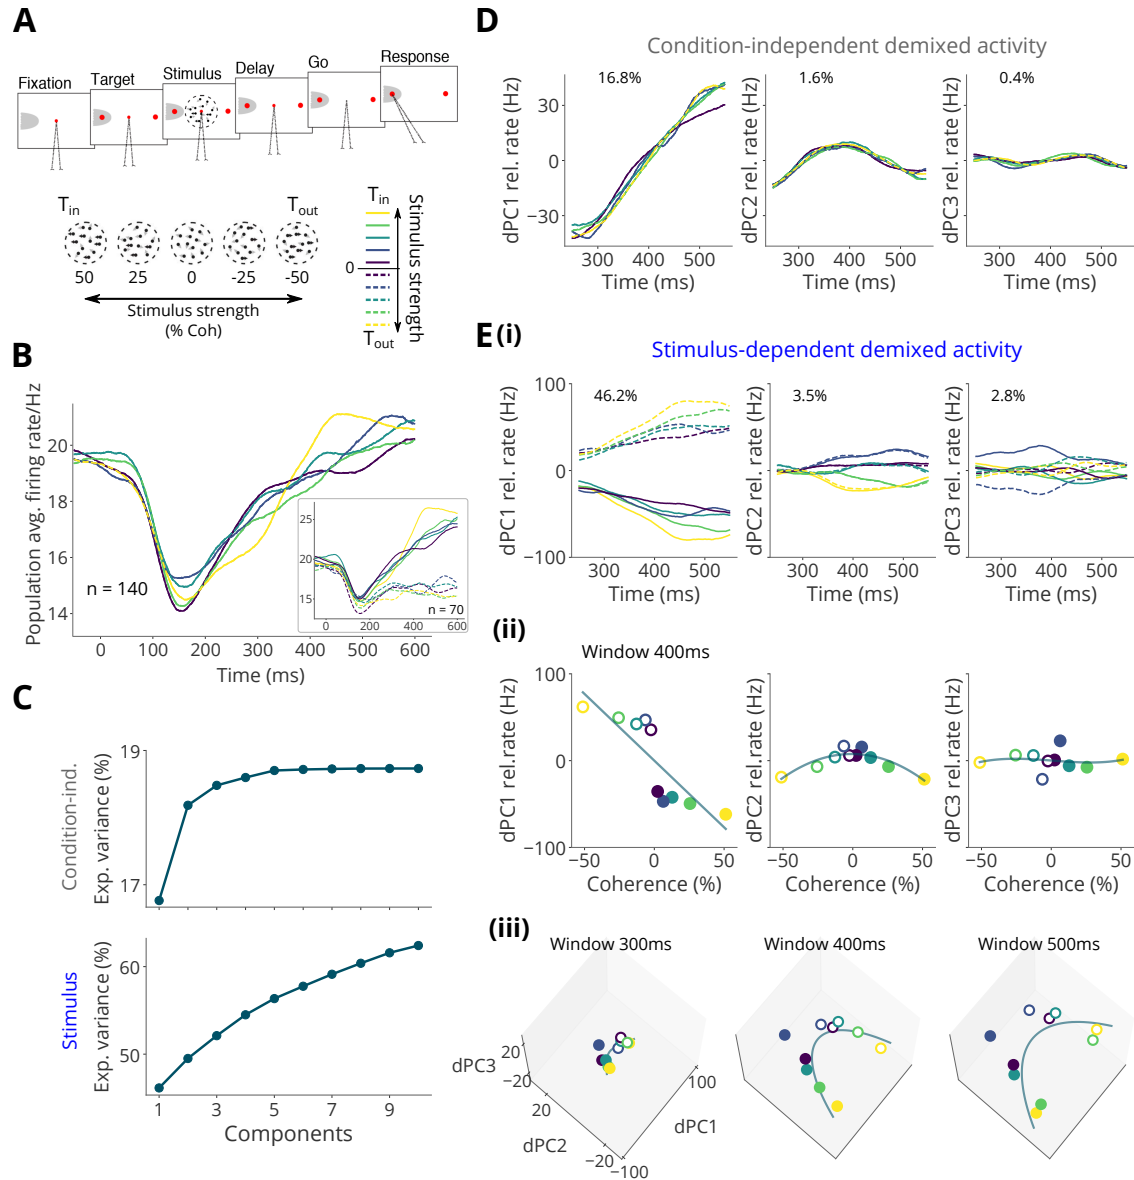 A
Fixation
Target
Stimulus
Delay
Go
Response
T_in
T_out
50 25 0 -25 -50
Stimulus strength
(% Coh)
T_in
0
T_out
Stimulus strength
B
Population avg. firing rate/Hz
20
18
16
14
n = 140
0 100 200 300 400 500 600
Time (ms)
25
20
15
n = 70
0 200 400 600
C
Condition-ind.
Exp. variance (%)
19
17
Stimulus
Exp. variance (%)
60
50
1 3 5 7 9
Components
D
Condition-independent demixed activity
16.8%
1.6%
0.4%
dPC1 rel. rate (Hz)
30
0
−30
dPC2 rel. rate (Hz)
dPC3 rel. rate (Hz)
300 400 500
300 400 500
300 400 500
Time (ms)
Time (ms)
Time (ms)
E (i)
Stimulus-dependent demixed activity
46.2%
3.5%
2.8%
dPC1 rel. rate (Hz)
100
0
−100
dPC2 rel. rate (Hz)
dPC3 rel. rate (Hz)
300 400 500
300 400 500
300 400 500
Time (ms)
Time (ms)
Time (ms)
(ii)
Window 400ms
dPC1 rel.rate (Hz)
100
0
−100
dPC2 rel.rate (Hz)
dPC3 rel.rate (Hz)
−50 0 50
−50 0 50
−50 0 50
Coherence (%)
Coherence (%)
Coherence (%)
(iii)
Window 300ms
Window 400ms
Window 500ms
dPC3
20
−20
20
dPC2
−20
−100
dPC1
100